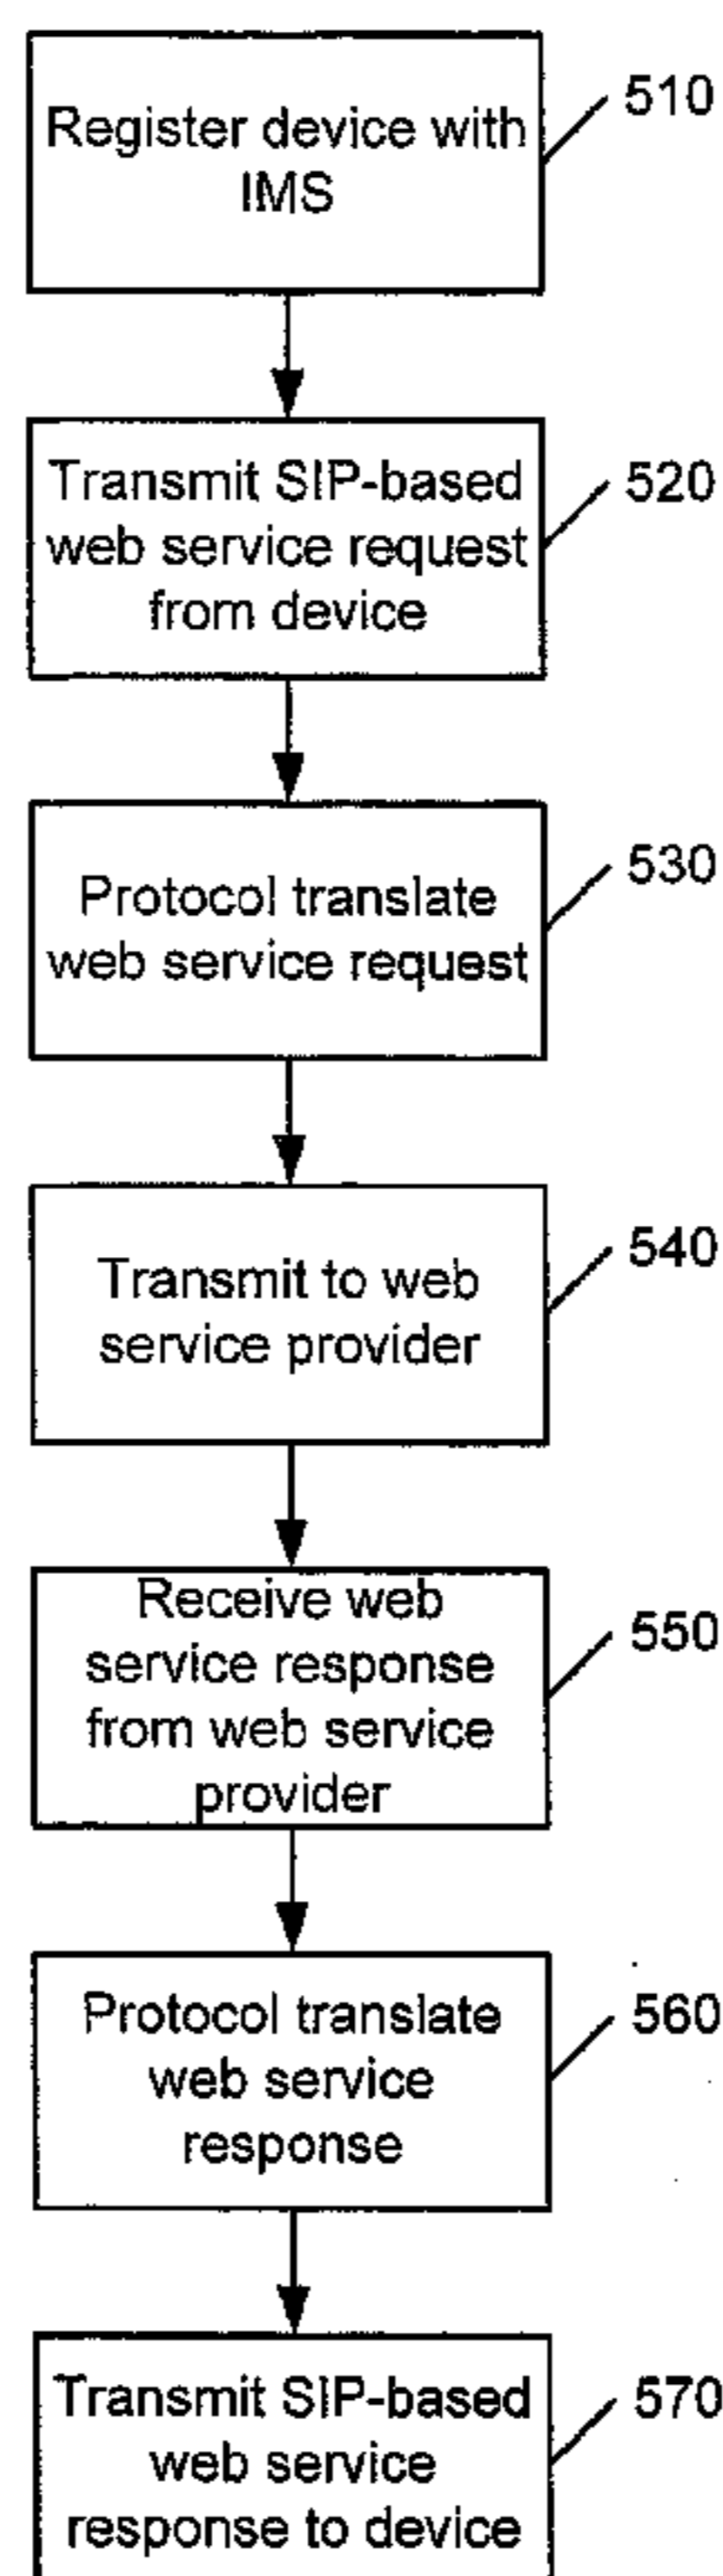 Register device with
IMS
510
Transmit SIP-based
web service request
from device
520
Protocol translate
web service request
530
Transmit to web
service provider
540
Receive web
service response
from web service
provider
550
Protocol translate
web service
response
560
Transmit SIP-based
web service
response to device
570